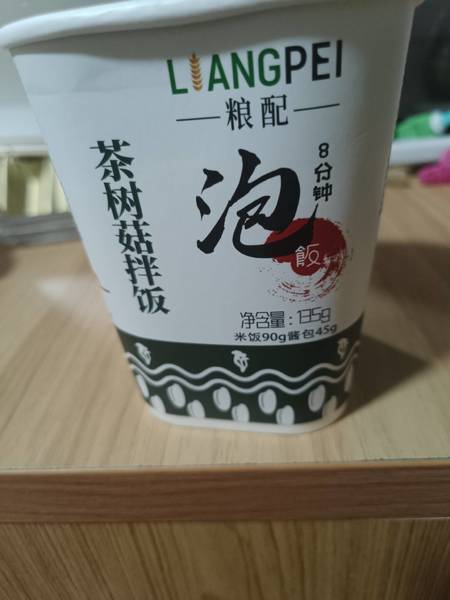 LIANGPEI
粮配
茶树菇拌饭
8分钟
泡
飯
净含量：135g
米饭90g酱包45g